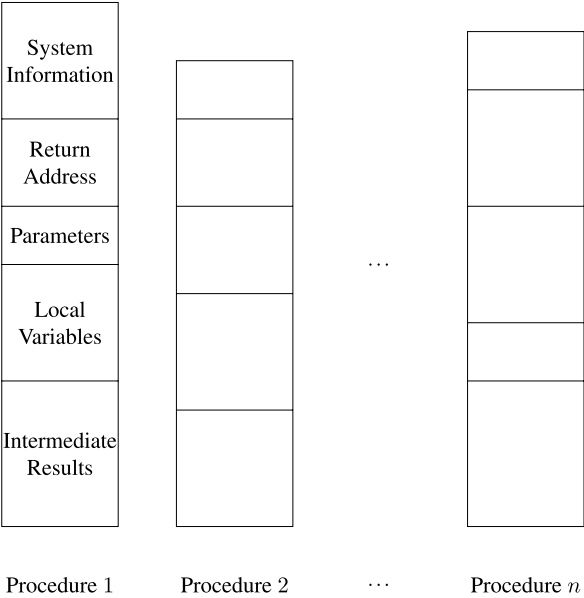 System
Information
Return
Address
Parameters
Local
Variables
Intermediate
Results
...
Procedure 1
Procedure 2
...
Procedure n